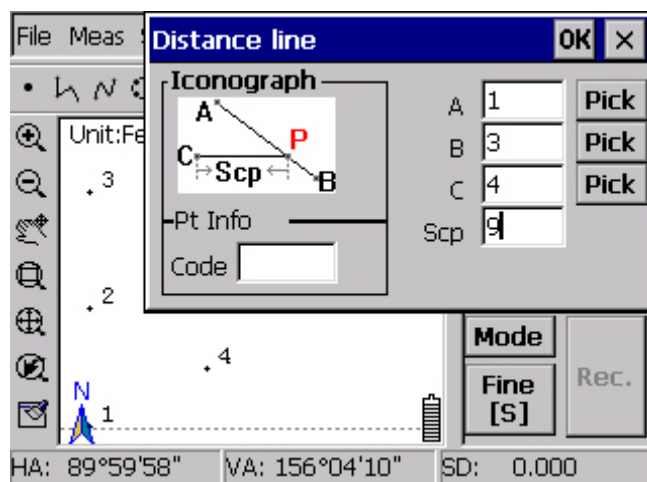 File Meas
Distance line OK ×
Iconograph
A
P
C
Scp
B
Pt Info
Code
A 1 Pick
B 3 Pick
C 4 Pick
Scp 9
Unit:Fe
3
2
4
N
1
Mode
Fine
[S]
Rec.
HA: 89°59'58" VA: 156°04'10" SD: 0.000